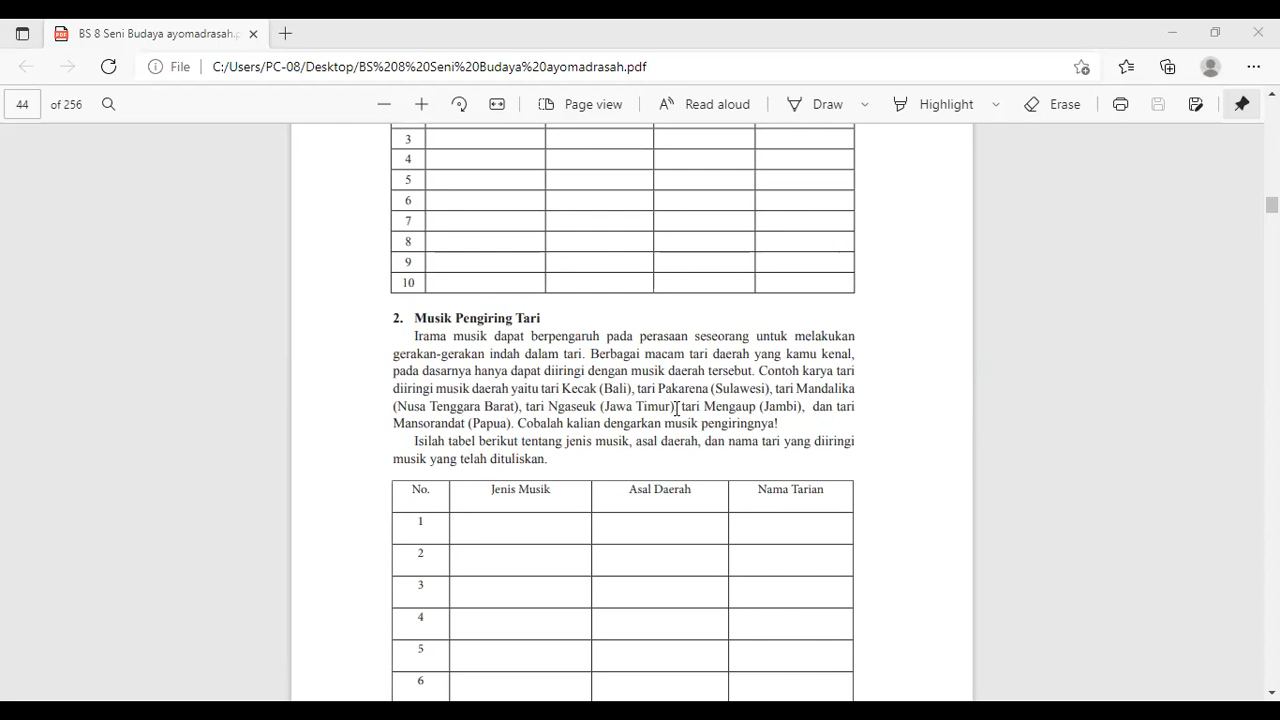 BS 8 Seni Budaya ayomadrasah.p
File C:/Users/PC-08/Desktop/BS%208%20Seni%20Budaya%20ayomadrasah.pdf
44 of 256 Page view Read aloud Draw Highlight Erase
3
4
5
6
7
8
9
10
2. Musik Pengiring Tari
Irama musik dapat berpengaruh pada perasaan seseorang untuk melakukan
gerakan-gerakan indah dalam tari. Berbagai macam tari daerah yang kamu kenal,
pada dasarnya hanya dapat diiringi dengan musik daerah tersebut. Contoh karya tari
diiringi musik daerah yaitu tari Kecak (Bali), tari Pakarena (Sulawesi), tari Mandalika
(Nusa Tenggara Barat), tari Ngaseuk (Jawa Timur) tari Mengaup (Jambi), dan tari
Mansorandat (Papua). Cobalah kalian dengarkan musik pengiringnya!
Isilah tabel berikut tentang jenis musik, asal daerah, dan nama tari yang diiringi
musik yang telah dituliskan.
No. Jenis Musik Asal Daerah Nama Tarian
1
2
3
4
5
6